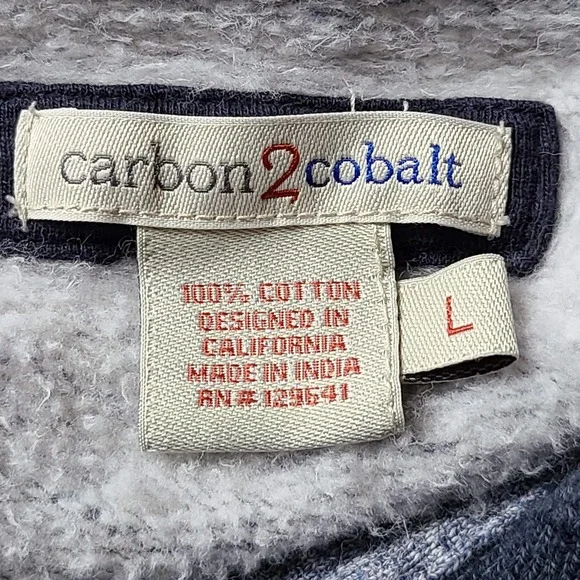 carbon2cobalt
100% COTTON
DESIGNED IN
CALIFORNIA
MADE IN INDIA
RN# 129641
L